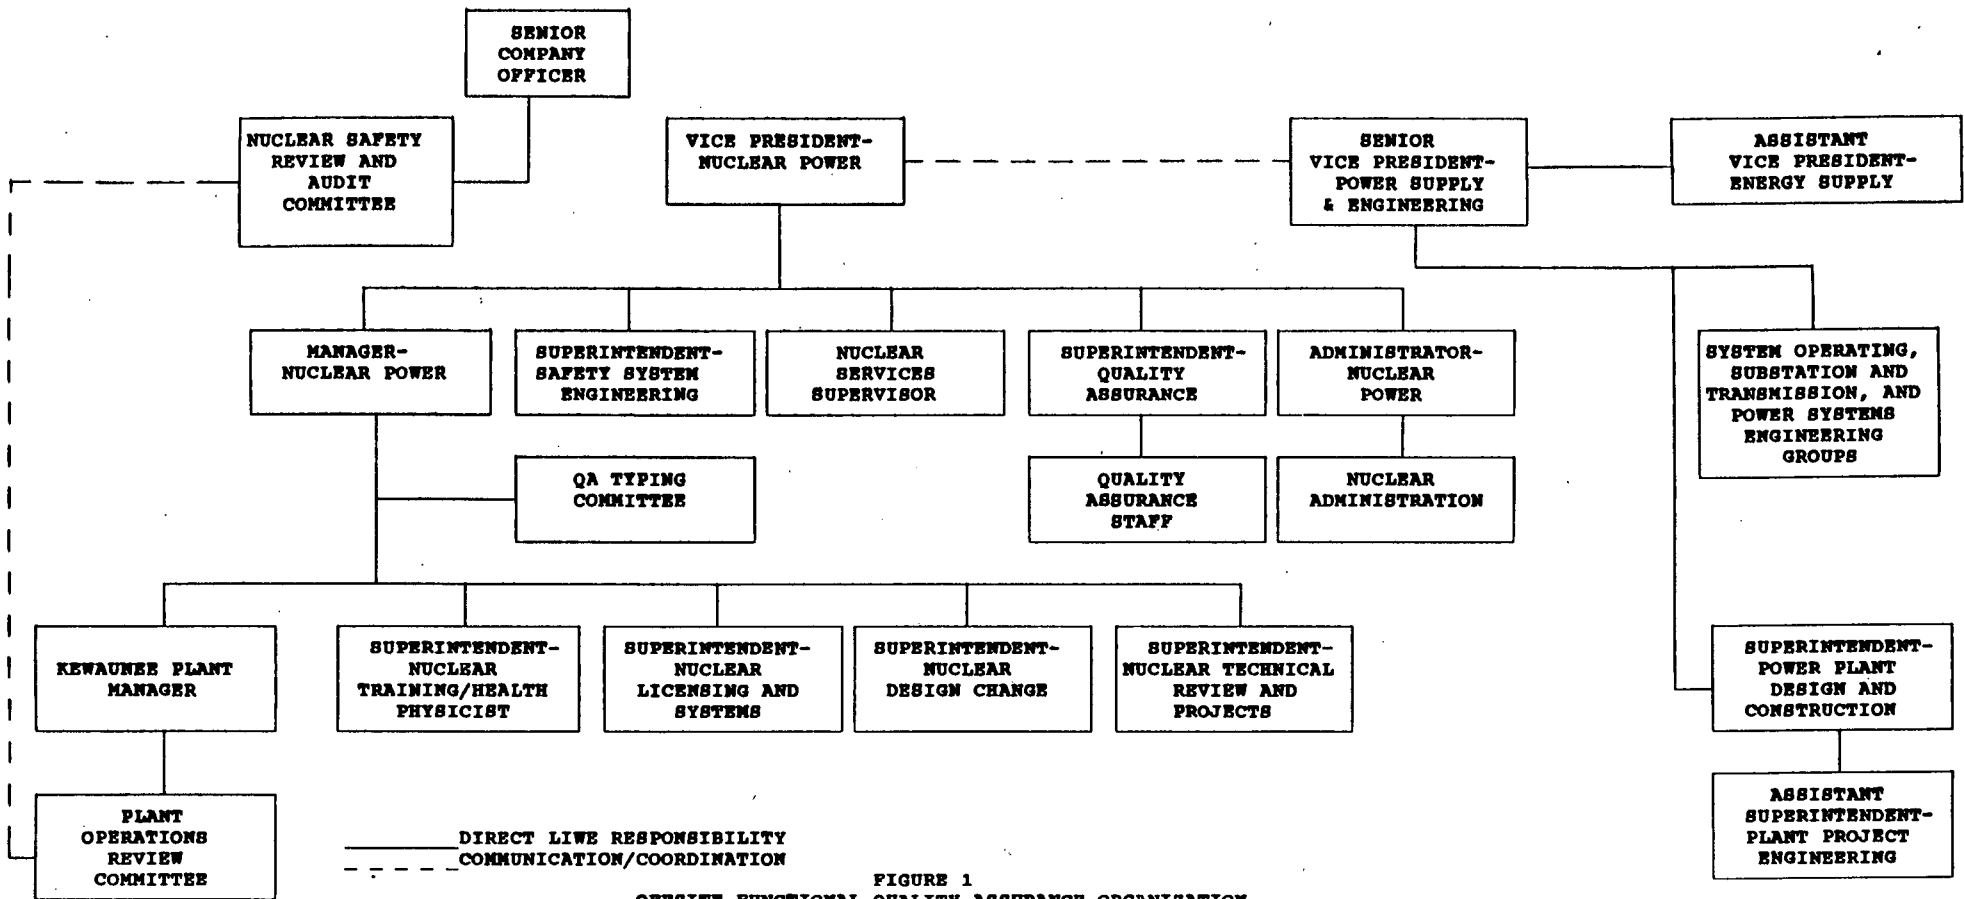 SENIOR
COMPANY
OFFICER
NUCLEAR SAFETY
REVIEW AND
AUDIT
COMMITTEE
VICE PRESIDENT-
NUCLEAR POWER
SENIOR
VICE PRESIDENT-
POWER SUPPLY
& ENGINEERING
ASSISTANT
VICE PRESIDENT-
ENERGY SUPPLY
MANAGER-
NUCLEAR POWER
SUPERINTENDENT-
SAFETY SYSTEM
ENGINEERING
NUCLEAR
SERVICES
SUPERVISOR
SUPERINTENDENT-
QUALITY
ASSURANCE
ADMINISTRATOR-
NUCLEAR
POWER
SYSTEM OPERATING,
SUBSTATION AND
TRANSMISSION, AND
POWER SYSTEMS
ENGINEERING
GROUPS
QA TYPING
COMMITTEE
QUALITY
ASSURANCE
STAFF
NUCLEAR
ADMINISTRATION
KEWAUNEE PLANT
MANAGER
SUPERINTENDENT-
NUCLEAR
TRAINING/HEALTH
PHYSICIST
SUPERINTENDENT-
NUCLEAR
LICENSING AND
SYSTEMS
SUPERINTENDENT-
NUCLEAR
DESIGN CHANGE
SUPERINTENDENT-
NUCLEAR TECHNICAL
REVIEW AND
PROJECTS
SUPERINTENDENT-
POWER PLANT
DESIGN AND
CONSTRUCTION
PLANT
OPERATIONS
REVIEW
COMMITTEE
ASSISTANT
SUPERINTENDENT-
PLANT PROJECT
ENGINEERING
DIRECT LINE RESPONSIBILITY
COMMUNICATION/COORDINATION
FIGURE 1
FUNCTIONAL QUALITY ASSURANCE ORGANIZATION